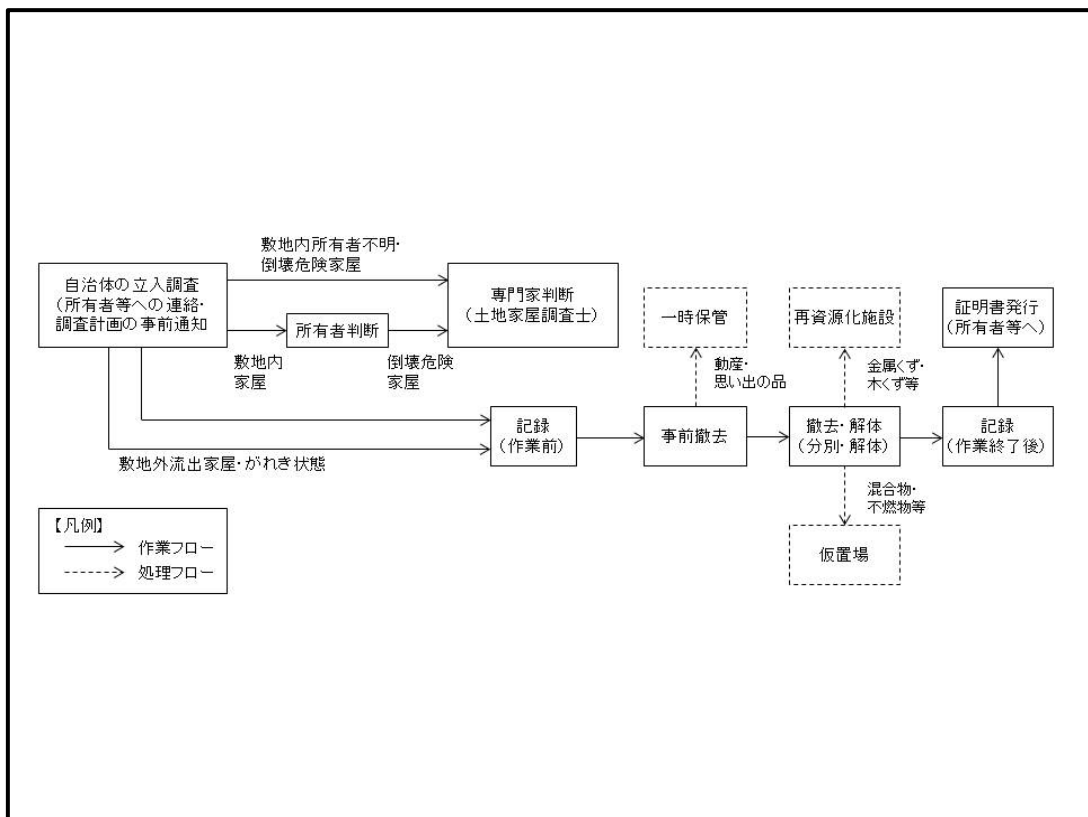 敷地内所有者不明・
倒壊危険家屋
自治体の立入調査
(所有者等への連絡・
調査計画の事前通知
所有者判断
敷地内
家屋
倒壊危険
家屋
専門家判断
(土地家屋調査士)
一時保管
再資源化施設
証明書発行
(所有者等へ)
動産・
思い出の品
金属くず・
木くず等
記録
(作業前)
事前撤去
撤去・解体
(分別・解体)
記録
(作業終了後)
敷地外流出家屋・がれき状態
混合物・
不燃物等
仮置場
【凡例】
作業フロー
処理フロー